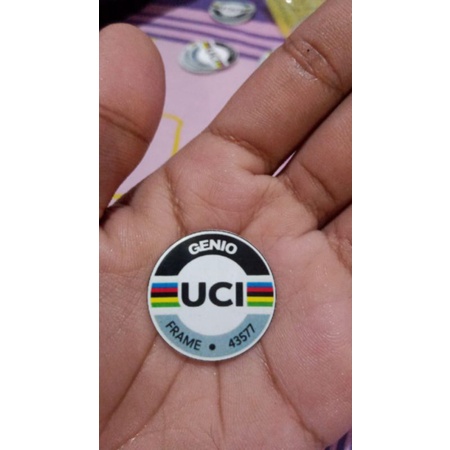 GENIO
UCI
FRAME • 43577